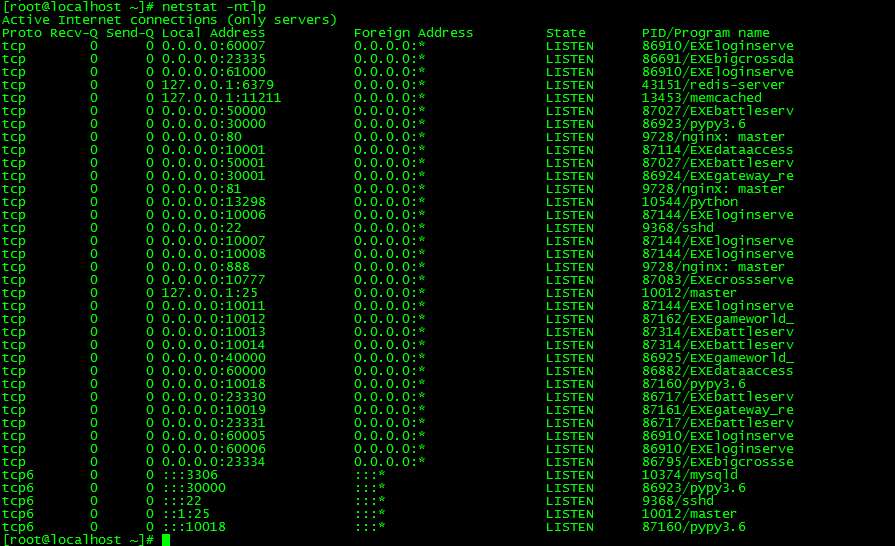 [root@localhost ~]# netstat -ntlp
Active Internet connections (only servers)
Proto Recv-Q Send-Q Local Address           Foreign Address         State       PID/Program name
tcp        0      0 0.0.0.0:60007           0.0.0.0:*               LISTEN      86910/EXEloginserve
tcp        0      0 0.0.0.0:23335           0.0.0.0:*               LISTEN      86691/EXEbigcrossda
tcp        0      0 0.0.0.0:61000           0.0.0.0:*               LISTEN      86910/EXEloginserve
tcp        0      0 127.0.0.1:6379          0.0.0.0:*               LISTEN      43151/redis-server
tcp        0      0 127.0.0.1:11211         0.0.0.0:*               LISTEN      13453/memcached
tcp        0      0 0.0.0.0:50000           0.0.0.0:*               LISTEN      87027/EXEbattleserv
tcp        0      0 0.0.0.0:30000           0.0.0.0:*               LISTEN      86923/pypy3.6
tcp        0      0 0.0.0.0:80              0.0.0.0:*               LISTEN      9728/nginx: master
tcp        0      0 0.0.0.0:10001           0.0.0.0:*               LISTEN      87114/EXEdataaccess
tcp        0      0 0.0.0.0:50001           0.0.0.0:*               LISTEN      87027/EXEbattleserv
tcp        0      0 0.0.0.0:30001           0.0.0.0:*               LISTEN      86924/EXEgateway_re
tcp        0      0 0.0.0.0:81              0.0.0.0:*               LISTEN      9728/nginx: master
tcp        0      0 0.0.0.0:13298           0.0.0.0:*               LISTEN      10544/python
tcp        0      0 0.0.0.0:10006           0.0.0.0:*               LISTEN      87144/EXEloginserve
tcp        0      0 0.0.0.0:22              0.0.0.0:*               LISTEN      9368/sshd
tcp        0      0 0.0.0.0:10007           0.0.0.0:*               LISTEN      87144/EXEloginserve
tcp        0      0 0.0.0.0:10008           0.0.0.0:*               LISTEN      87144/EXEloginserve
tcp        0      0 0.0.0.0:888             0.0.0.0:*               LISTEN      9728/nginx: master
tcp        0      0 0.0.0.0:10777           0.0.0.0:*               LISTEN      87083/EXEcrossserve
tcp        0      0 127.0.0.1:25            0.0.0.0:*               LISTEN      10012/master
tcp        0      0 0.0.0.0:10011           0.0.0.0:*               LISTEN      87144/EXEloginserve
tcp        0      0 0.0.0.0:10012           0.0.0.0:*               LISTEN      87162/EXEgameworld_
tcp        0      0 0.0.0.0:10013           0.0.0.0:*               LISTEN      87314/EXEbattleserv
tcp        0      0 0.0.0.0:10014           0.0.0.0:*               LISTEN      87314/EXEbattleserv
tcp        0      0 0.0.0.0:40000           0.0.0.0:*               LISTEN      86925/EXEgameworld_
tcp        0      0 0.0.0.0:60000           0.0.0.0:*               LISTEN      86882/EXEdataaccess
tcp        0      0 0.0.0.0:10018           0.0.0.0:*               LISTEN      87160/pypy3.6
tcp        0      0 0.0.0.0:23330           0.0.0.0:*               LISTEN      86717/EXEbattleserv
tcp        0      0 0.0.0.0:10019           0.0.0.0:*               LISTEN      87161/EXEgateway_re
tcp        0      0 0.0.0.0:23331           0.0.0.0:*               LISTEN      86717/EXEbattleserv
tcp        0      0 0.0.0.0:60005           0.0.0.0:*               LISTEN      86910/EXEloginserve
tcp        0      0 0.0.0.0:60006           0.0.0.0:*               LISTEN      86910/EXEloginserve
tcp        0      0 0.0.0.0:23334           0.0.0.0:*               LISTEN      86795/EXEbigcrossse
tcp6       0      0 :::3306                 :::*                    LISTEN      10374/mysqld
tcp6       0      0 :::30000                :::*                    LISTEN      86923/pypy3.6
tcp6       0      0 :::22                   :::*                    LISTEN      9368/sshd
tcp6       0      0 ::1:25                  :::*                    LISTEN      10012/master
tcp6       0      0 :::10018                :::*                    LISTEN      87160/pypy3.6
[root@localhost ~]#